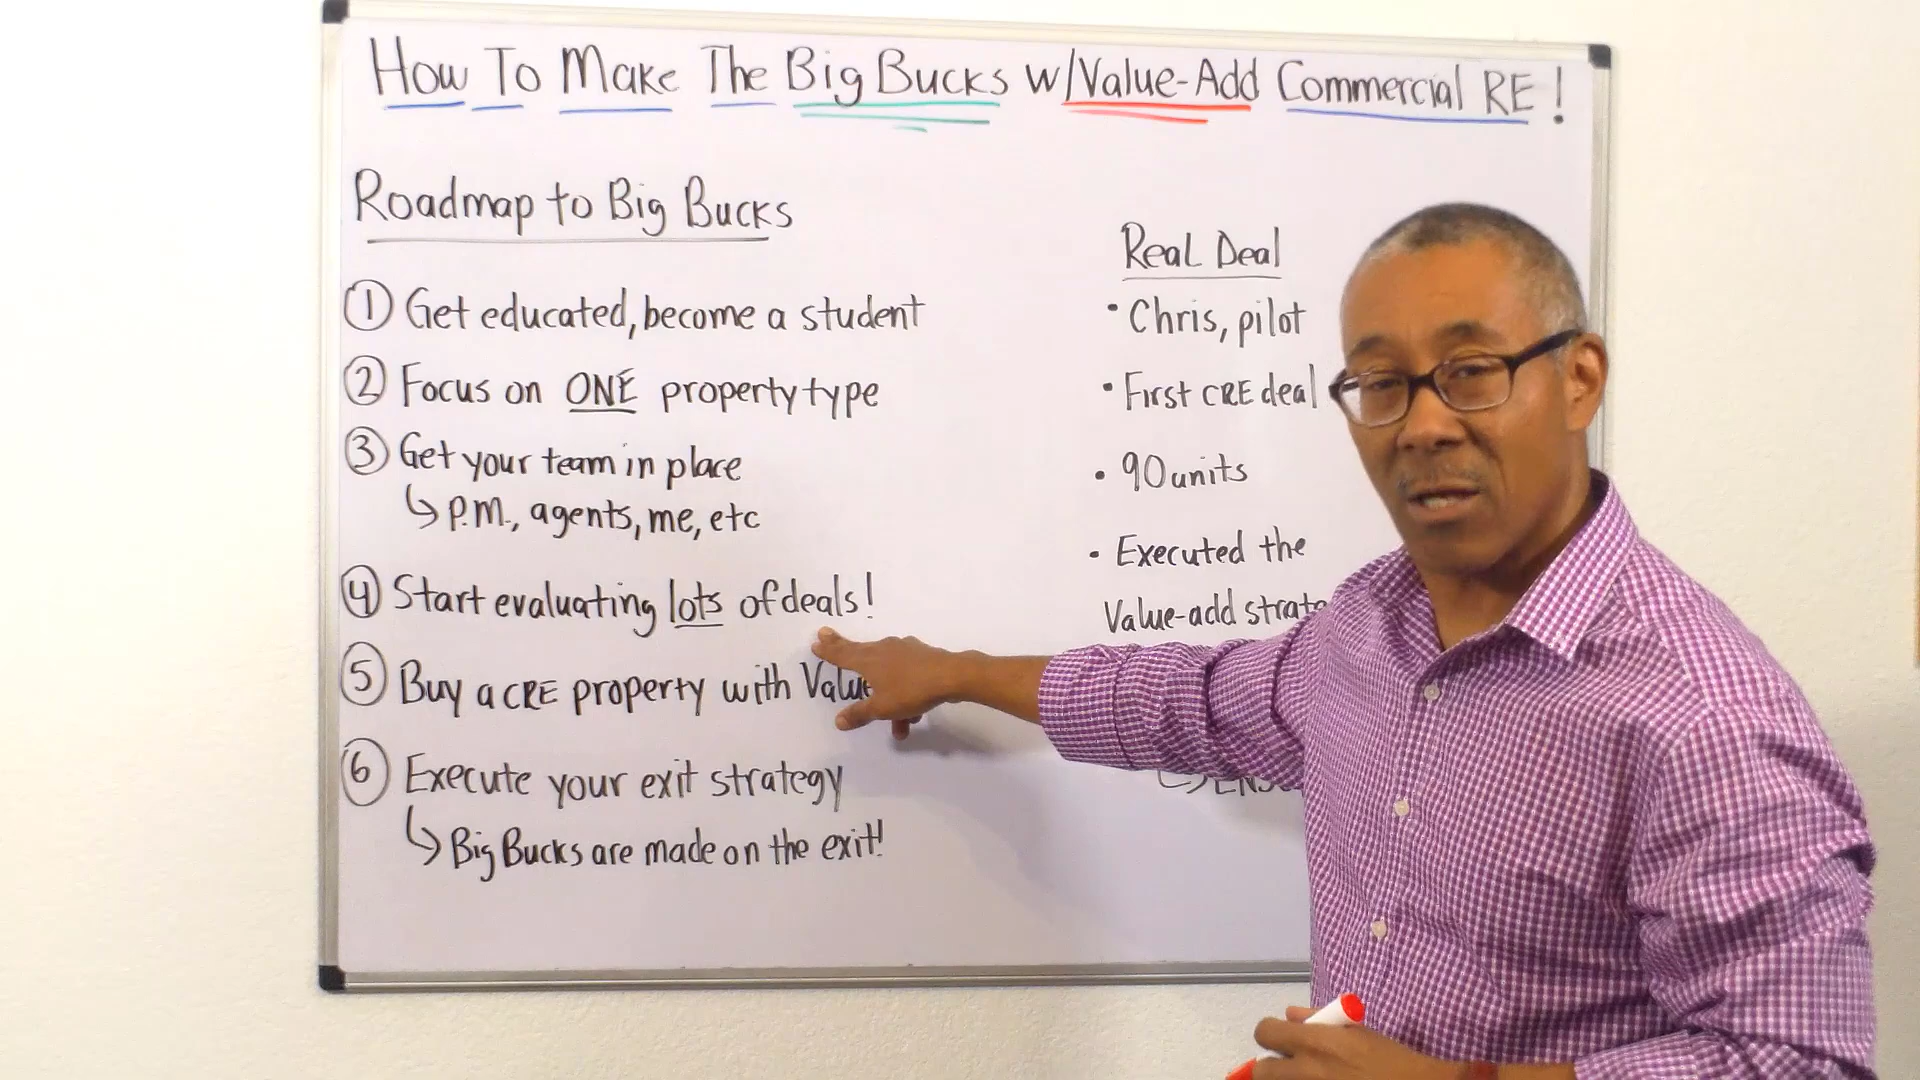 How To Make The Big Bucks w/Value-Add Commercial RE!
Roadmap to Big Bucks
① Get educated, become a student
② Focus on ONE property type
③ Get your team in place
↳ P.M., agents, me, etc
④ Start evaluating lots of deals!
⑤ Buy a CRE property with
⑥ Execute your exit strategy
↳ Big Bucks are made on the exit!
Real Deal
• Chris, pilot
• First CRE deal
• 90 units
• Executed the
Value-add